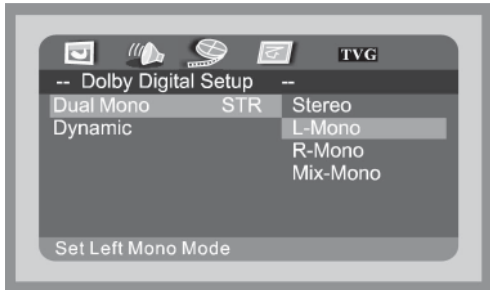 TVG
-- Dolby Digital Setup --
Dual Mono STR Stereo
Dynamic L-Mono
R-Mono
Mix-Mono
Set Left Mono Mode